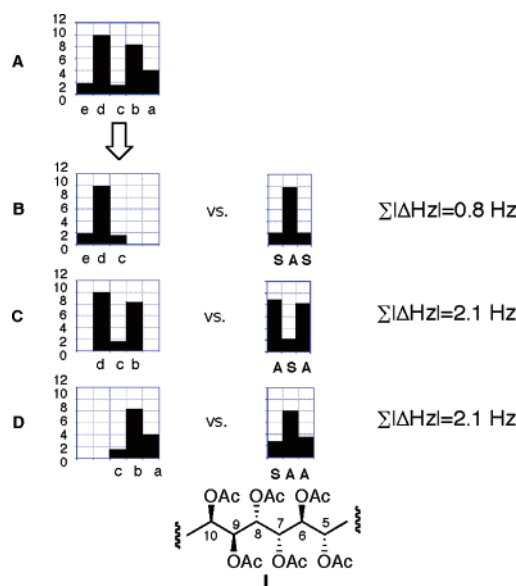 A
12
10
8
6
4
2
0
e d c b a
B
12
10
8
6
4
2
0
e d c
vs.
S A S
Σ|ΔHz|=0.8 Hz
C
12
10
8
6
4
2
0
d c b
vs.
A S A
Σ|ΔHz|=2.1 Hz
D
12
10
8
6
4
2
0
c b a
vs.
S A A
Σ|ΔHz|=2.1 Hz
OAc OAc OAc
10 9 8 7 6 5
OAc OAc OAc
I